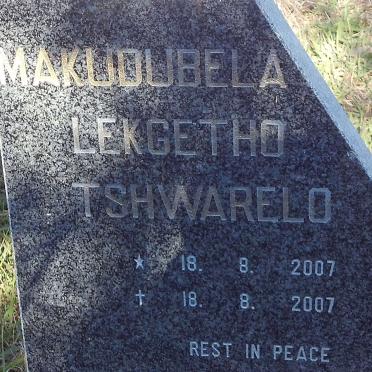 MAKUDUBELA
LEKGETHO
TSHWARELO
* 18. 8. 2007
† 18. 8. 2007
REST IN PEACE